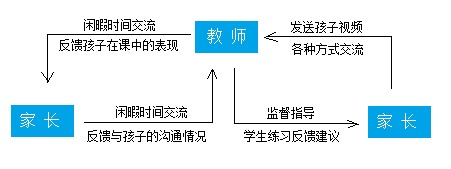 闲暇时间交流
反馈孩子在课中的表现
教师
发送孩子视频
各种方式交流
家长
闲暇时间交流
反馈与孩子的沟通情况
监督指导
学生练习反馈建议
家长